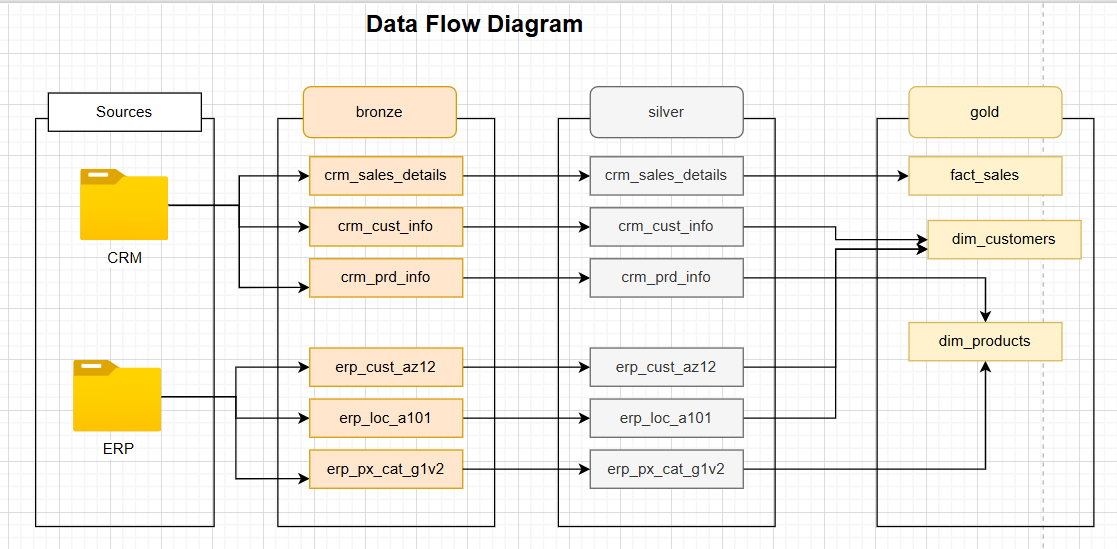 Data Flow Diagram
Sources
bronze
silver
gold
CRM
crm_sales_details
crm_cust_info
crm_prd_info
crm_sales_details
crm_cust_info
crm_prd_info
fact_sales
dim_customers
dim_products
ERP
erp_cust_az12
erp_loc_a101
erp_px_cat_g1v2
erp_cust_az12
erp_loc_a101
erp_px_cat_g1v2